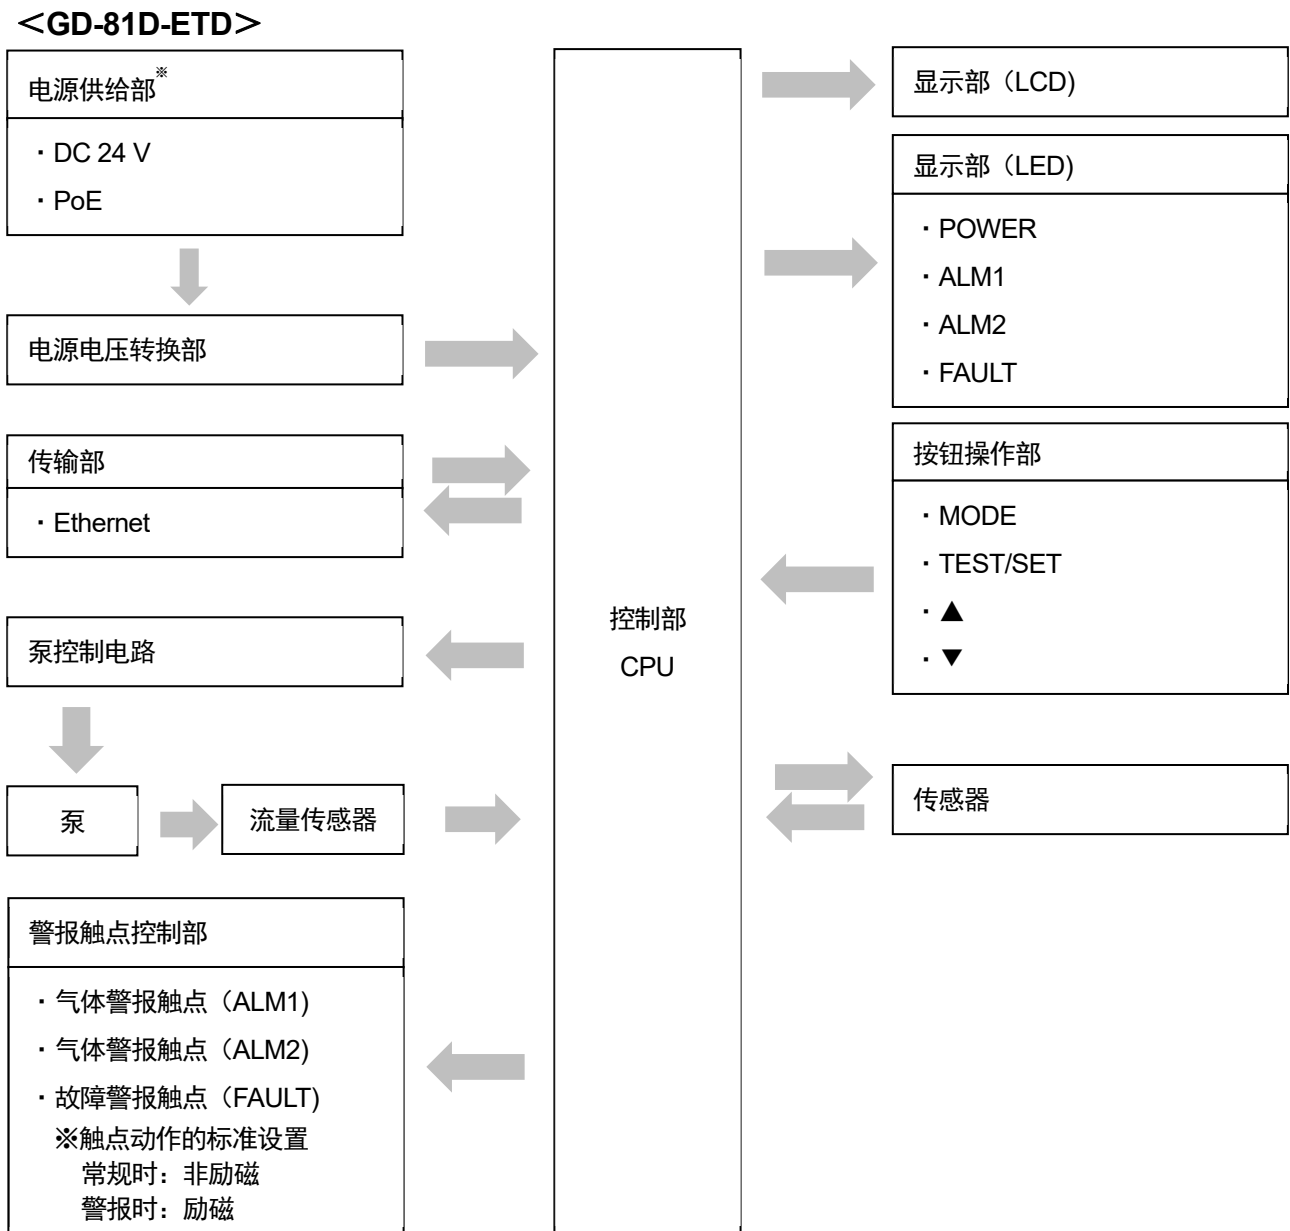 ＜GD-81D-ETD＞
电源供给部※
・DC 24 V
・PoE
电源电压转换部
传输部
・Ethernet
泵控制电路
泵
流量传感器
警报触点控制部
・气体警报触点（ALM1)
・气体警报触点（ALM2)
・故障警报触点（FAULT)
※触点动作的标准设置
常规时：非励磁
警报时：励磁
控制部
CPU
显示部（LCD)
显示部（LED)
・POWER
・ALM1
・ALM2
・FAULT
按钮操作部
・MODE
・TEST/SET
・▲
・▼
传感器